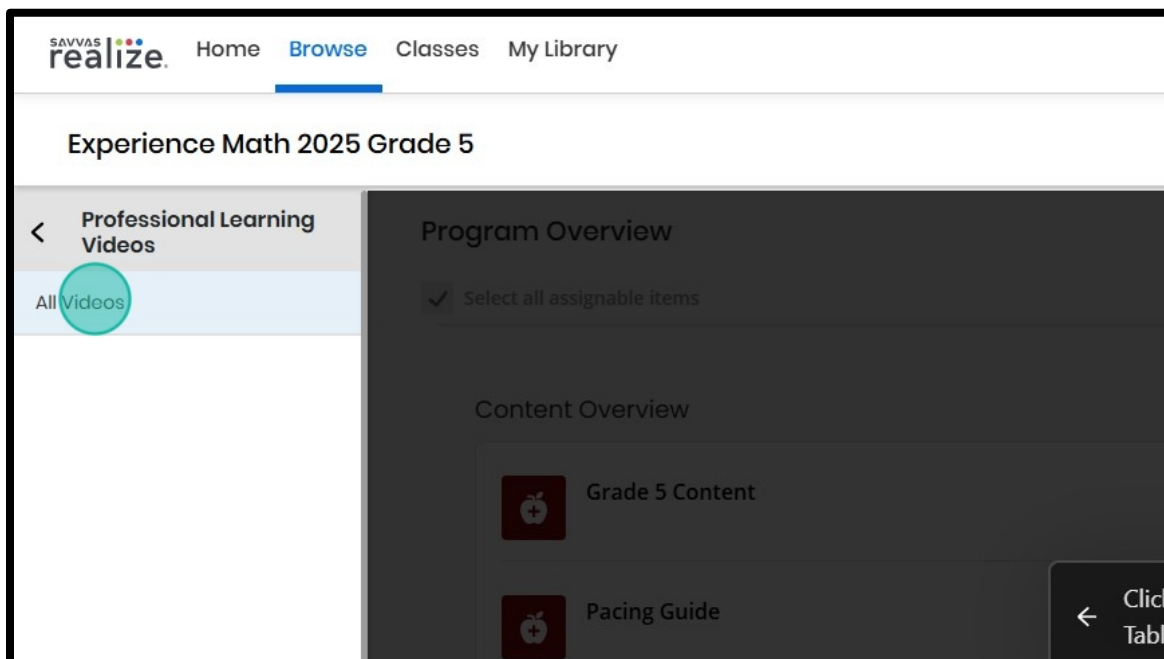 SAVVAS
realize.
Home Browse Classes My Library
Experience Math 2025 Grade 5
Professional Learning
Videos
All Videos
Program Overview
Select all assignable items
Content Overview
Grade 5 Content
Pacing Guide